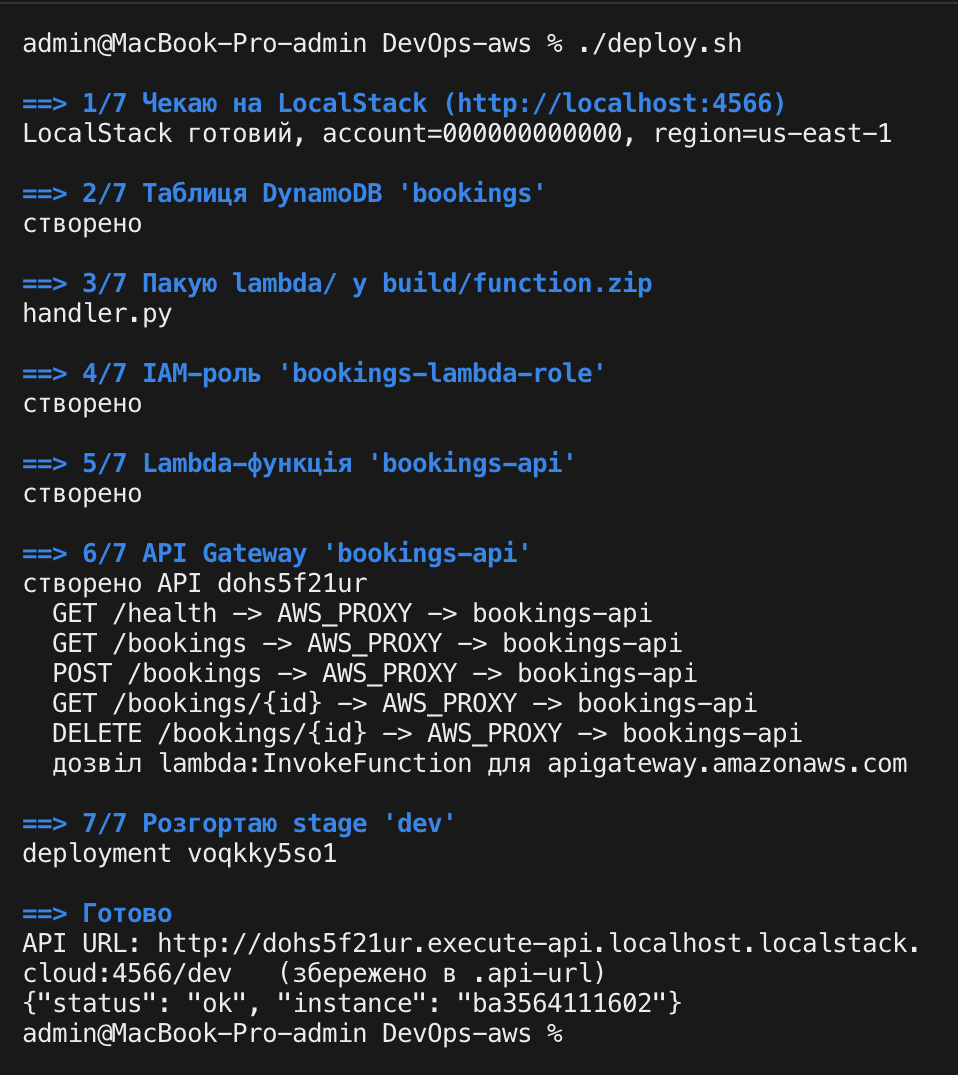 admin@MacBook-Pro-admin DevOps-aws % ./deploy.sh
==> 1/7 Чекаю на LocalStack (http://localhost:4566)
LocalStack готовий, account=000000000000, region=us-east-1
==> 2/7 Таблиця DynamoDB 'bookings'
створено
==> 3/7 Пакую lambda/ у build/function.zip
handler.py
==> 4/7 IAM-роль 'bookings-lambda-role'
створено
==> 5/7 Lambda-функція 'bookings-api'
створено
==> 6/7 API Gateway 'bookings-api'
створено API dohs5f21ur
  GET /health -> AWS_PROXY -> bookings-api
  GET /bookings -> AWS_PROXY -> bookings-api
  POST /bookings -> AWS_PROXY -> bookings-api
  GET /bookings/{id} -> AWS_PROXY -> bookings-api
  DELETE /bookings/{id} -> AWS_PROXY -> bookings-api
  дозвіл lambda:InvokeFunction для apigateway.amazonaws.com
==> 7/7 Розгортаю stage 'dev'
deployment voqkky5so1
==> Готово
API URL: http://dohs5f21ur.execute-api.localhost.localstack.
cloud:4566/dev   (збережено в .api-url)
{"status": "ok", "instance": "ba3564111602"}
admin@MacBook-Pro-admin DevOps-aws %